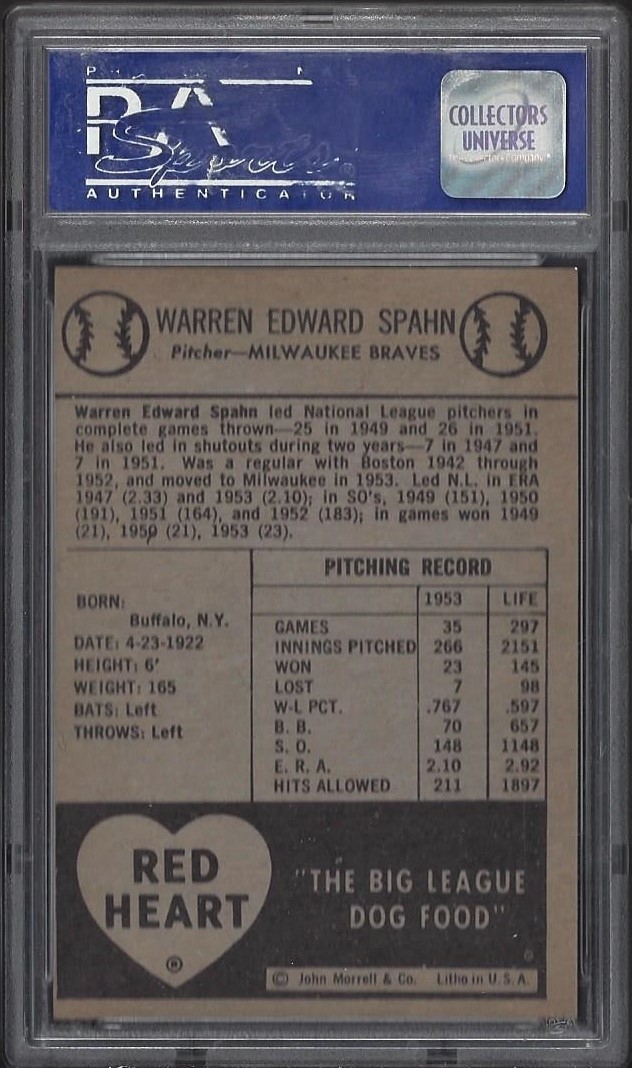 AUTHENTICATOR
COLLECTORS
UNIVERSE
WARREN EDWARD SPAHN
Pitcher—MILWAUKEE BRAVES
Warren Edward Spahn led National League pitchers in
complete games thrown—25 in 1949 and 26 in 1951.
He also led in shutouts during two years—7 in 1947 and
7 in 1951. Was a regular with Boston 1942 through
1952, and moved to Milwaukee in 1953. Led N.L. in ERA
1947 (2.33) and 1953 (2.10); in SO's, 1949 (151), 1950
(191), 1951 (164), and 1952 (183); in games won 1949
(21), 1950 (21), 1953 (23).
BORN:
Buffalo, N.Y.
DATE: 4-23-1922
HEIGHT: 6'
WEIGHT: 165
BATS: Left
THROWS: Left
PITCHING RECORD
1953 LIFE
GAMES 35 297
INNINGS PITCHED 266 2151
WON 23 145
LOST 7 98
W-L PCT. .767 .597
B. B. 70 657
S. O. 148 1148
E. R. A. 2.10 2.92
HITS ALLOWED 211 1897
RED
HEART
®
"THE BIG LEAGUE
DOG FOOD"
© John Morrell & Co. Litho in U. S. A.